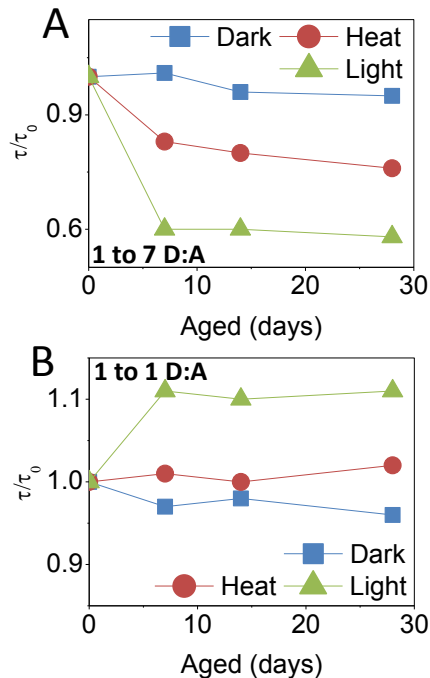 A
Dark
Heat
Light
τ/τ0
0.9
0.6
1 to 7 D:A
0
10
20
30
Aged (days)
B
1 to 1 D:A
τ/τ0
1.1
1.0
0.9
Dark
Heat
Light
0
10
20
30
Aged (days)